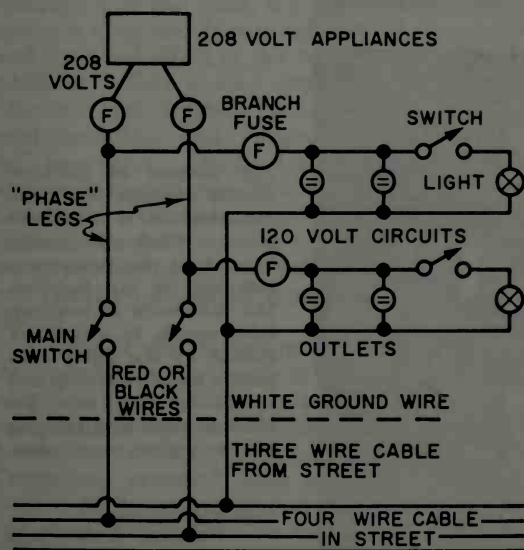 208 VOLT APPLIANCES
208
VOLTS
F
F
BRANCH
FUSE
F
SWITCH
"PHASE"
LEGS
LIGHT
120 VOLT CIRCUITS
F
MAIN
SWITCH
OUTLETS
RED OR
BLACK
WIRES
WHITE GROUND WIRE
THREE WIRE CABLE
FROM STREET
FOUR WIRE CABLE
IN STREET